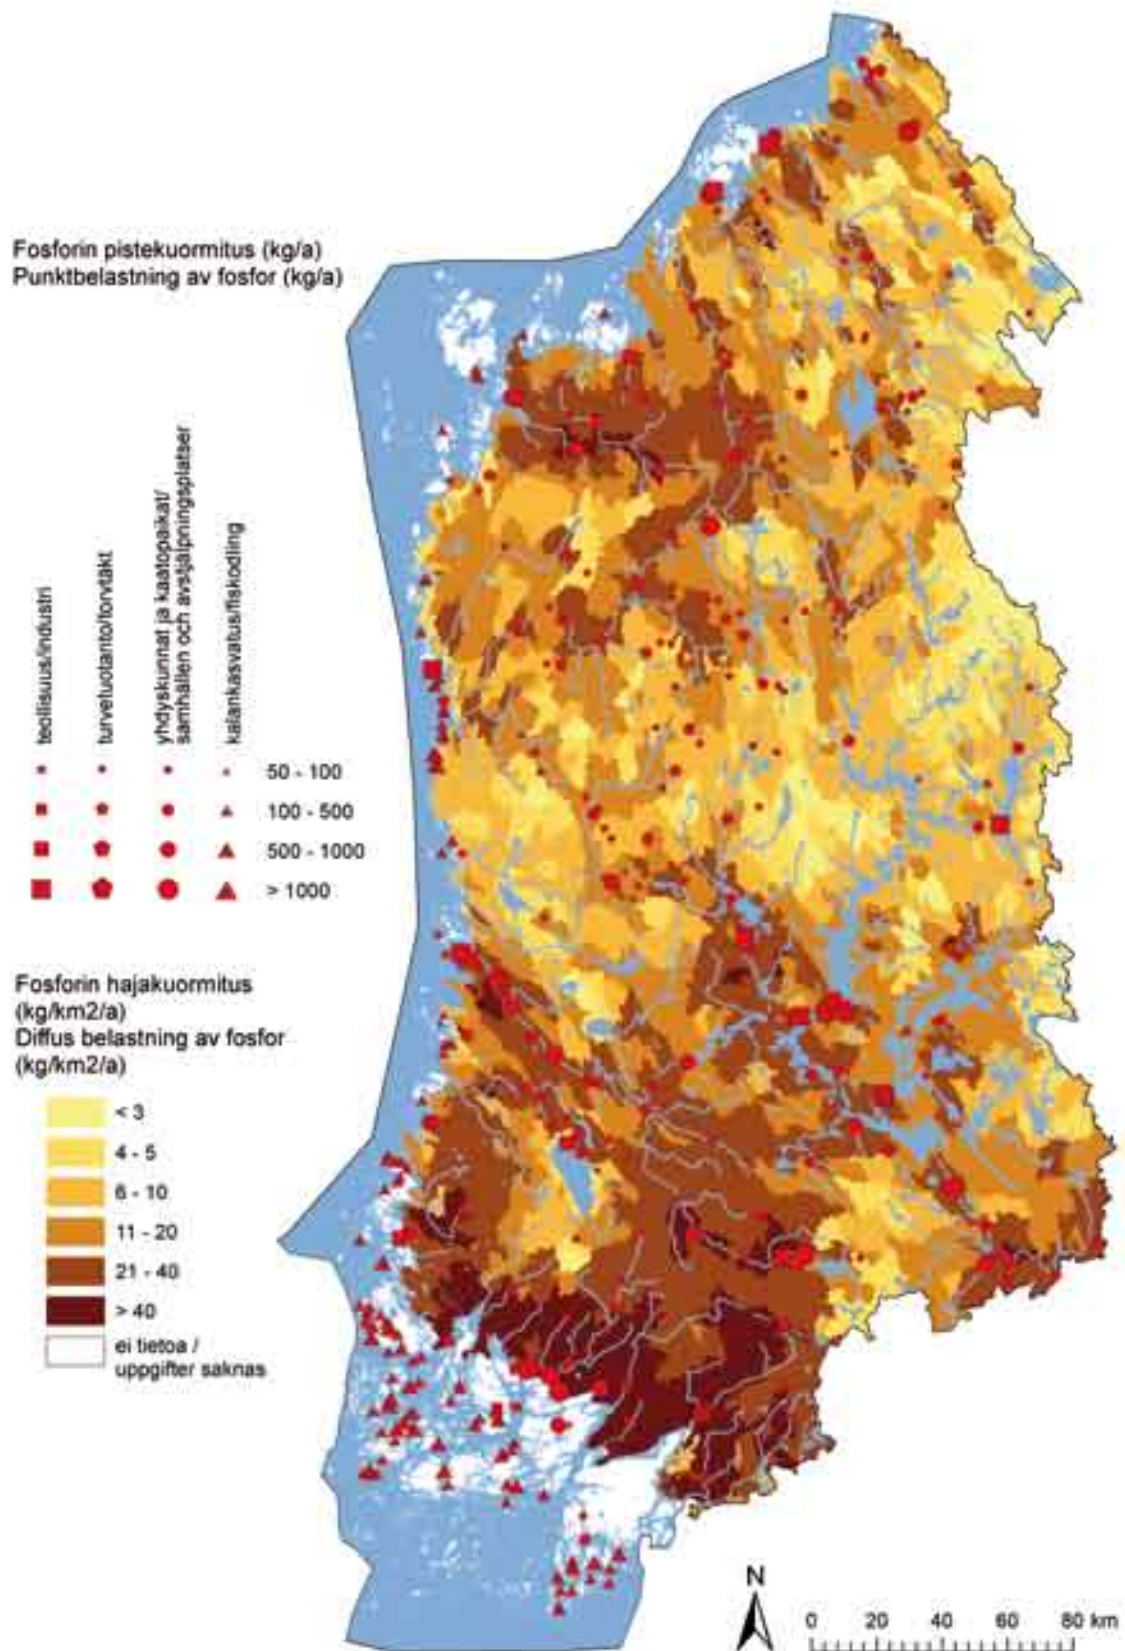 Fosforin pistekuormitus (kg/a)
Punktbelastning av fosfor (kg/a)
teollisuus/industri
turvetuotanto/torvtäkt
yhdyskunnat ja kaatopaikat/
samhällen och avstjälpningsplatser
kalankasvatus/fiskodling
50 - 100
100 - 500
500 - 1000
> 1000
Fosforin hajakuormitus
(kg/km2/a)
Diffus belastning av fosfor
(kg/km2/a)
< 3
4 - 5
6 - 10
11 - 20
21 - 40
> 40
ei tietoa /
uppgifter saknas
N
0 20 40 60 80 km